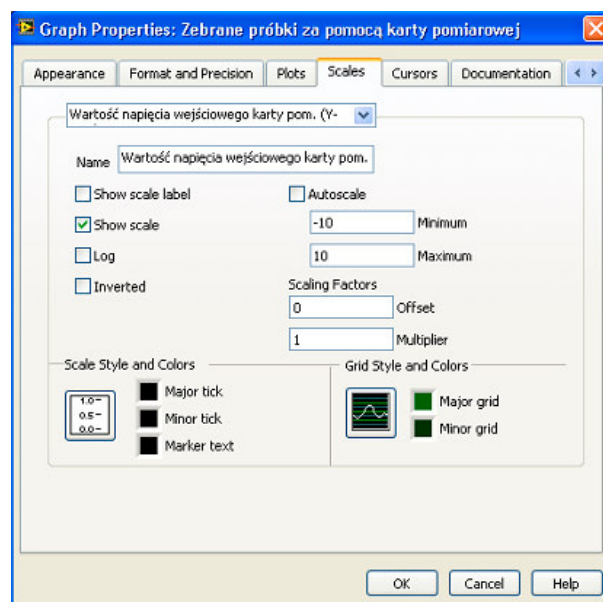 Graph Properties: Zebrane próbki za pomocą karty pomiarowej
Appearance Format and Precision Plots Scales Cursors Documentation
Wartość napięcia wejściowego karty pom. (Y-
Name Wartość napięcia wejściowego karty pom.
Show scale label Autoscale
Show scale -10 Minimum
Log 10 Maximum
Inverted Scaling Factors
0 Offset
1 Multiplier
Scale Style and Colors Grid Style and Colors
1.0-
0.5-
0.0-
Major tick Major grid
Minor tick Minor grid
Marker text
OK Cancel Help